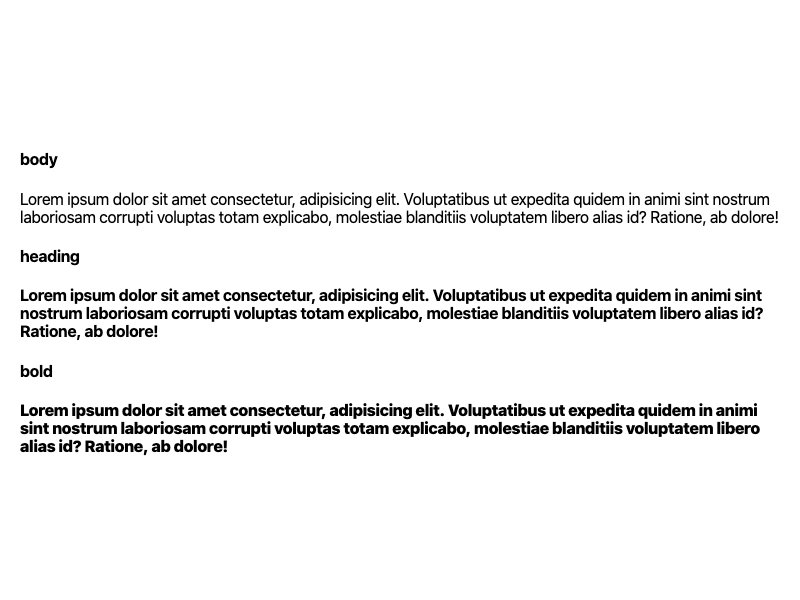 body
Lorem ipsum dolor sit amet consectetur, adipisicing elit. Voluptatibus ut expedita quidem in animi sint nostrum
laboriosam corrupti voluptas totam explicabo, molestiae blanditiis voluptatem libero alias id? Ratione, ab dolore!
heading
Lorem ipsum dolor sit amet consectetur, adipisicing elit. Voluptatibus ut expedita quidem in animi sint
nostrum laboriosam corrupti voluptas totam explicabo, molestiae blanditiis voluptatem libero alias id?
Ratione, ab dolore!
bold
Lorem ipsum dolor sit amet consectetur, adipisicing elit. Voluptatibus ut expedita quidem in animi
sint nostrum laboriosam corrupti voluptas totam explicabo, molestiae blanditiis voluptatem libero
alias id? Ratione, ab dolore!